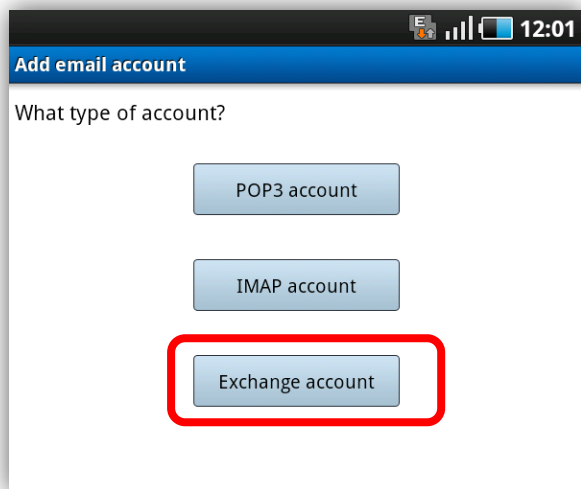 E 12:01
Add email account
What type of account?
POP3 account
IMAP account
Exchange account